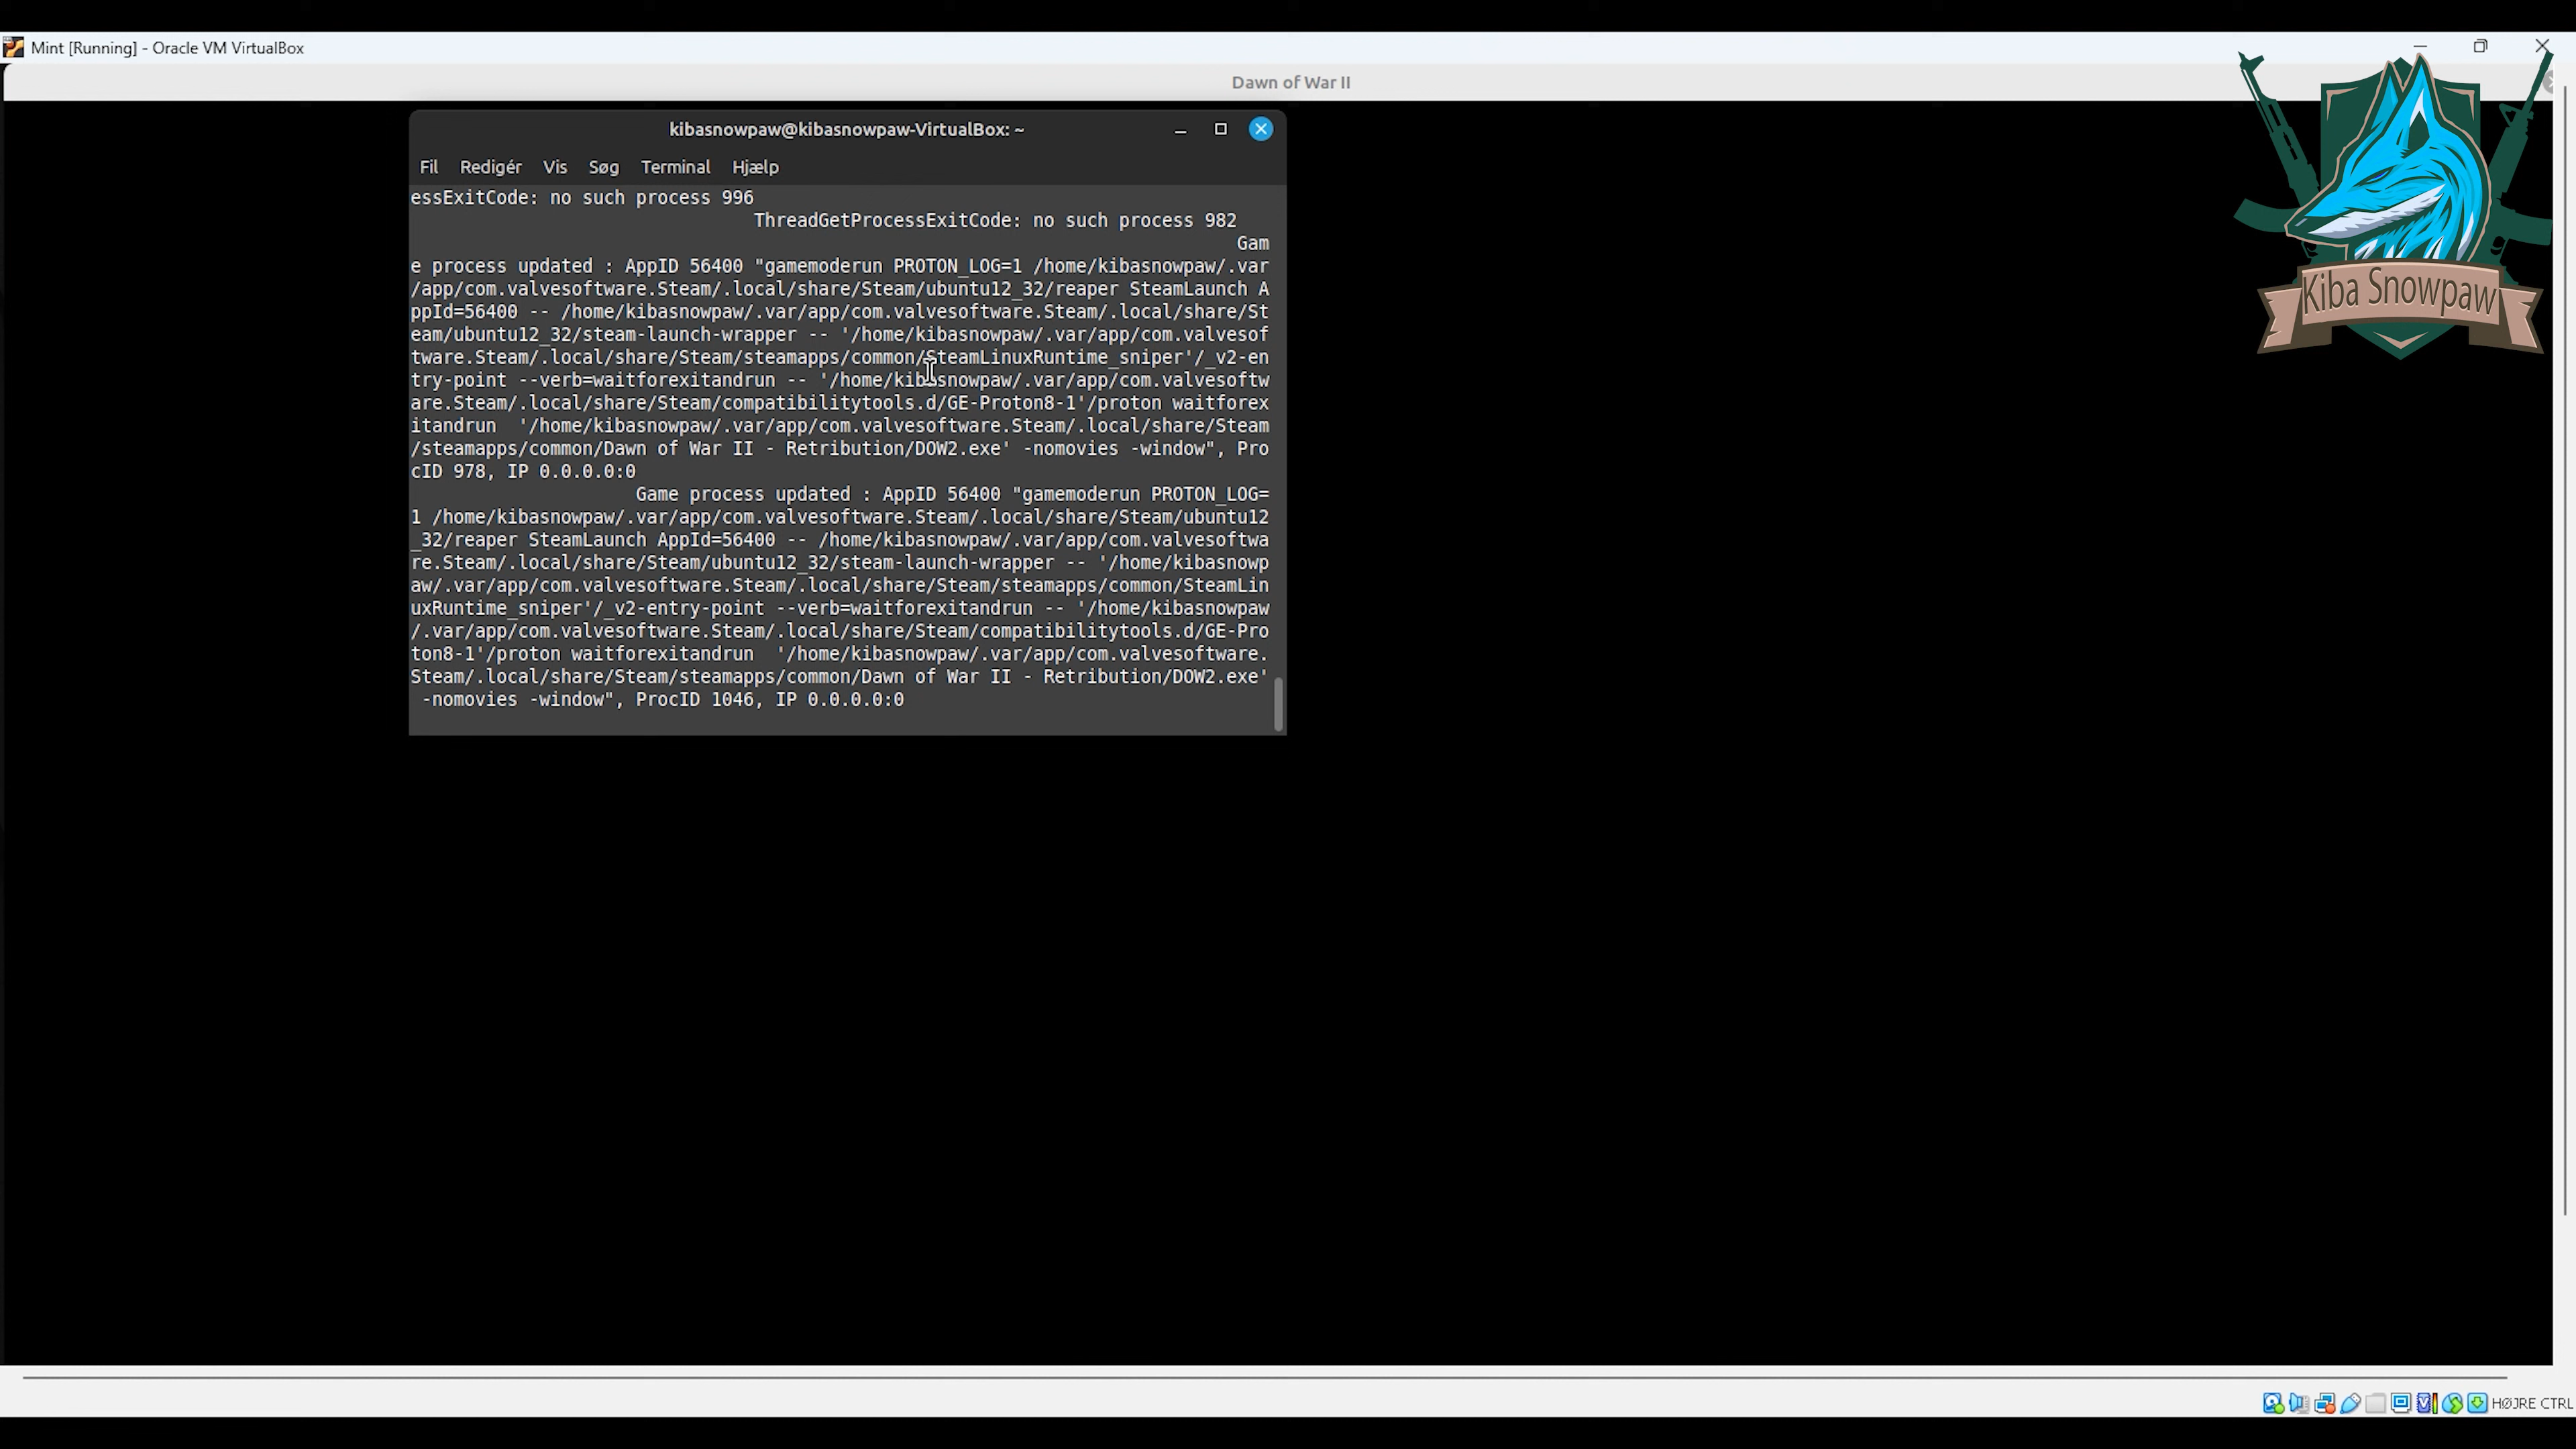 Mint [Running] - Oracle VM VirtualBox
Dawn of War II
kibasnowpaw@kibasnowpaw-VirtualBox: ~
Fil Redigér Vis Søg Terminal Hjælp
essExitCode: no such process 996
ThreadGetProcessExitCode: no such process 982
Gam
e process updated : AppID 56400 "gamemoderun PROTON_LOG=1 /home/kibasnowpaw/.var
/app/com.valvesoftware.Steam/.local/share/Steam/ubuntu12_32/reaper SteamLaunch A
ppId=56400 -- /home/kibasnowpaw/.var/app/com.valvesoftware.Steam/.local/share/St
eam/ubuntu12_32/steam-launch-wrapper -- '/home/kibasnowpaw/.var/app/com.valvesof
tware.Steam/.local/share/Steam/steamapps/common/SteamLinuxRuntime_sniper'/_v2-en
try-point --verb=waitforexitandrun -- '/home/kibasnowpaw/.var/app/com.valvesoftw
are.Steam/.local/share/Steam/compatibilitytools.d/GE-Proton8-1'/proton waitforex
itandrun  '/home/kibasnowpaw/.var/app/com.valvesoftware.Steam/.local/share/Steam
/steamapps/common/Dawn of War II - Retribution/DOW2.exe' -nomovies -window", Pro
cID 978, IP 0.0.0.0:0
Game process updated : AppID 56400 "gamemoderun PROTON_LOG=
1 /home/kibasnowpaw/.var/app/com.valvesoftware.Steam/.local/share/Steam/ubuntu12
_32/reaper SteamLaunch AppId=56400 -- /home/kibasnowpaw/.var/app/com.valvesoftwa
re.Steam/.local/share/Steam/ubuntu12_32/steam-launch-wrapper -- '/home/kibasnowp
aw/.var/app/com.valvesoftware.Steam/.local/share/Steam/steamapps/common/SteamLin
uxRuntime_sniper'/_v2-entry-point --verb=waitforexitandrun -- '/home/kibasnowpaw
/.var/app/com.valvesoftware.Steam/.local/share/Steam/compatibilitytools.d/GE-Pro
ton8-1'/proton waitforexitandrun  '/home/kibasnowpaw/.var/app/com.valvesoftware.
Steam/.local/share/Steam/steamapps/common/Dawn of War II - Retribution/DOW2.exe'
-nomovies -window", ProcID 1046, IP 0.0.0.0:0
Kiba Snowpaw
HØJRE CTRL